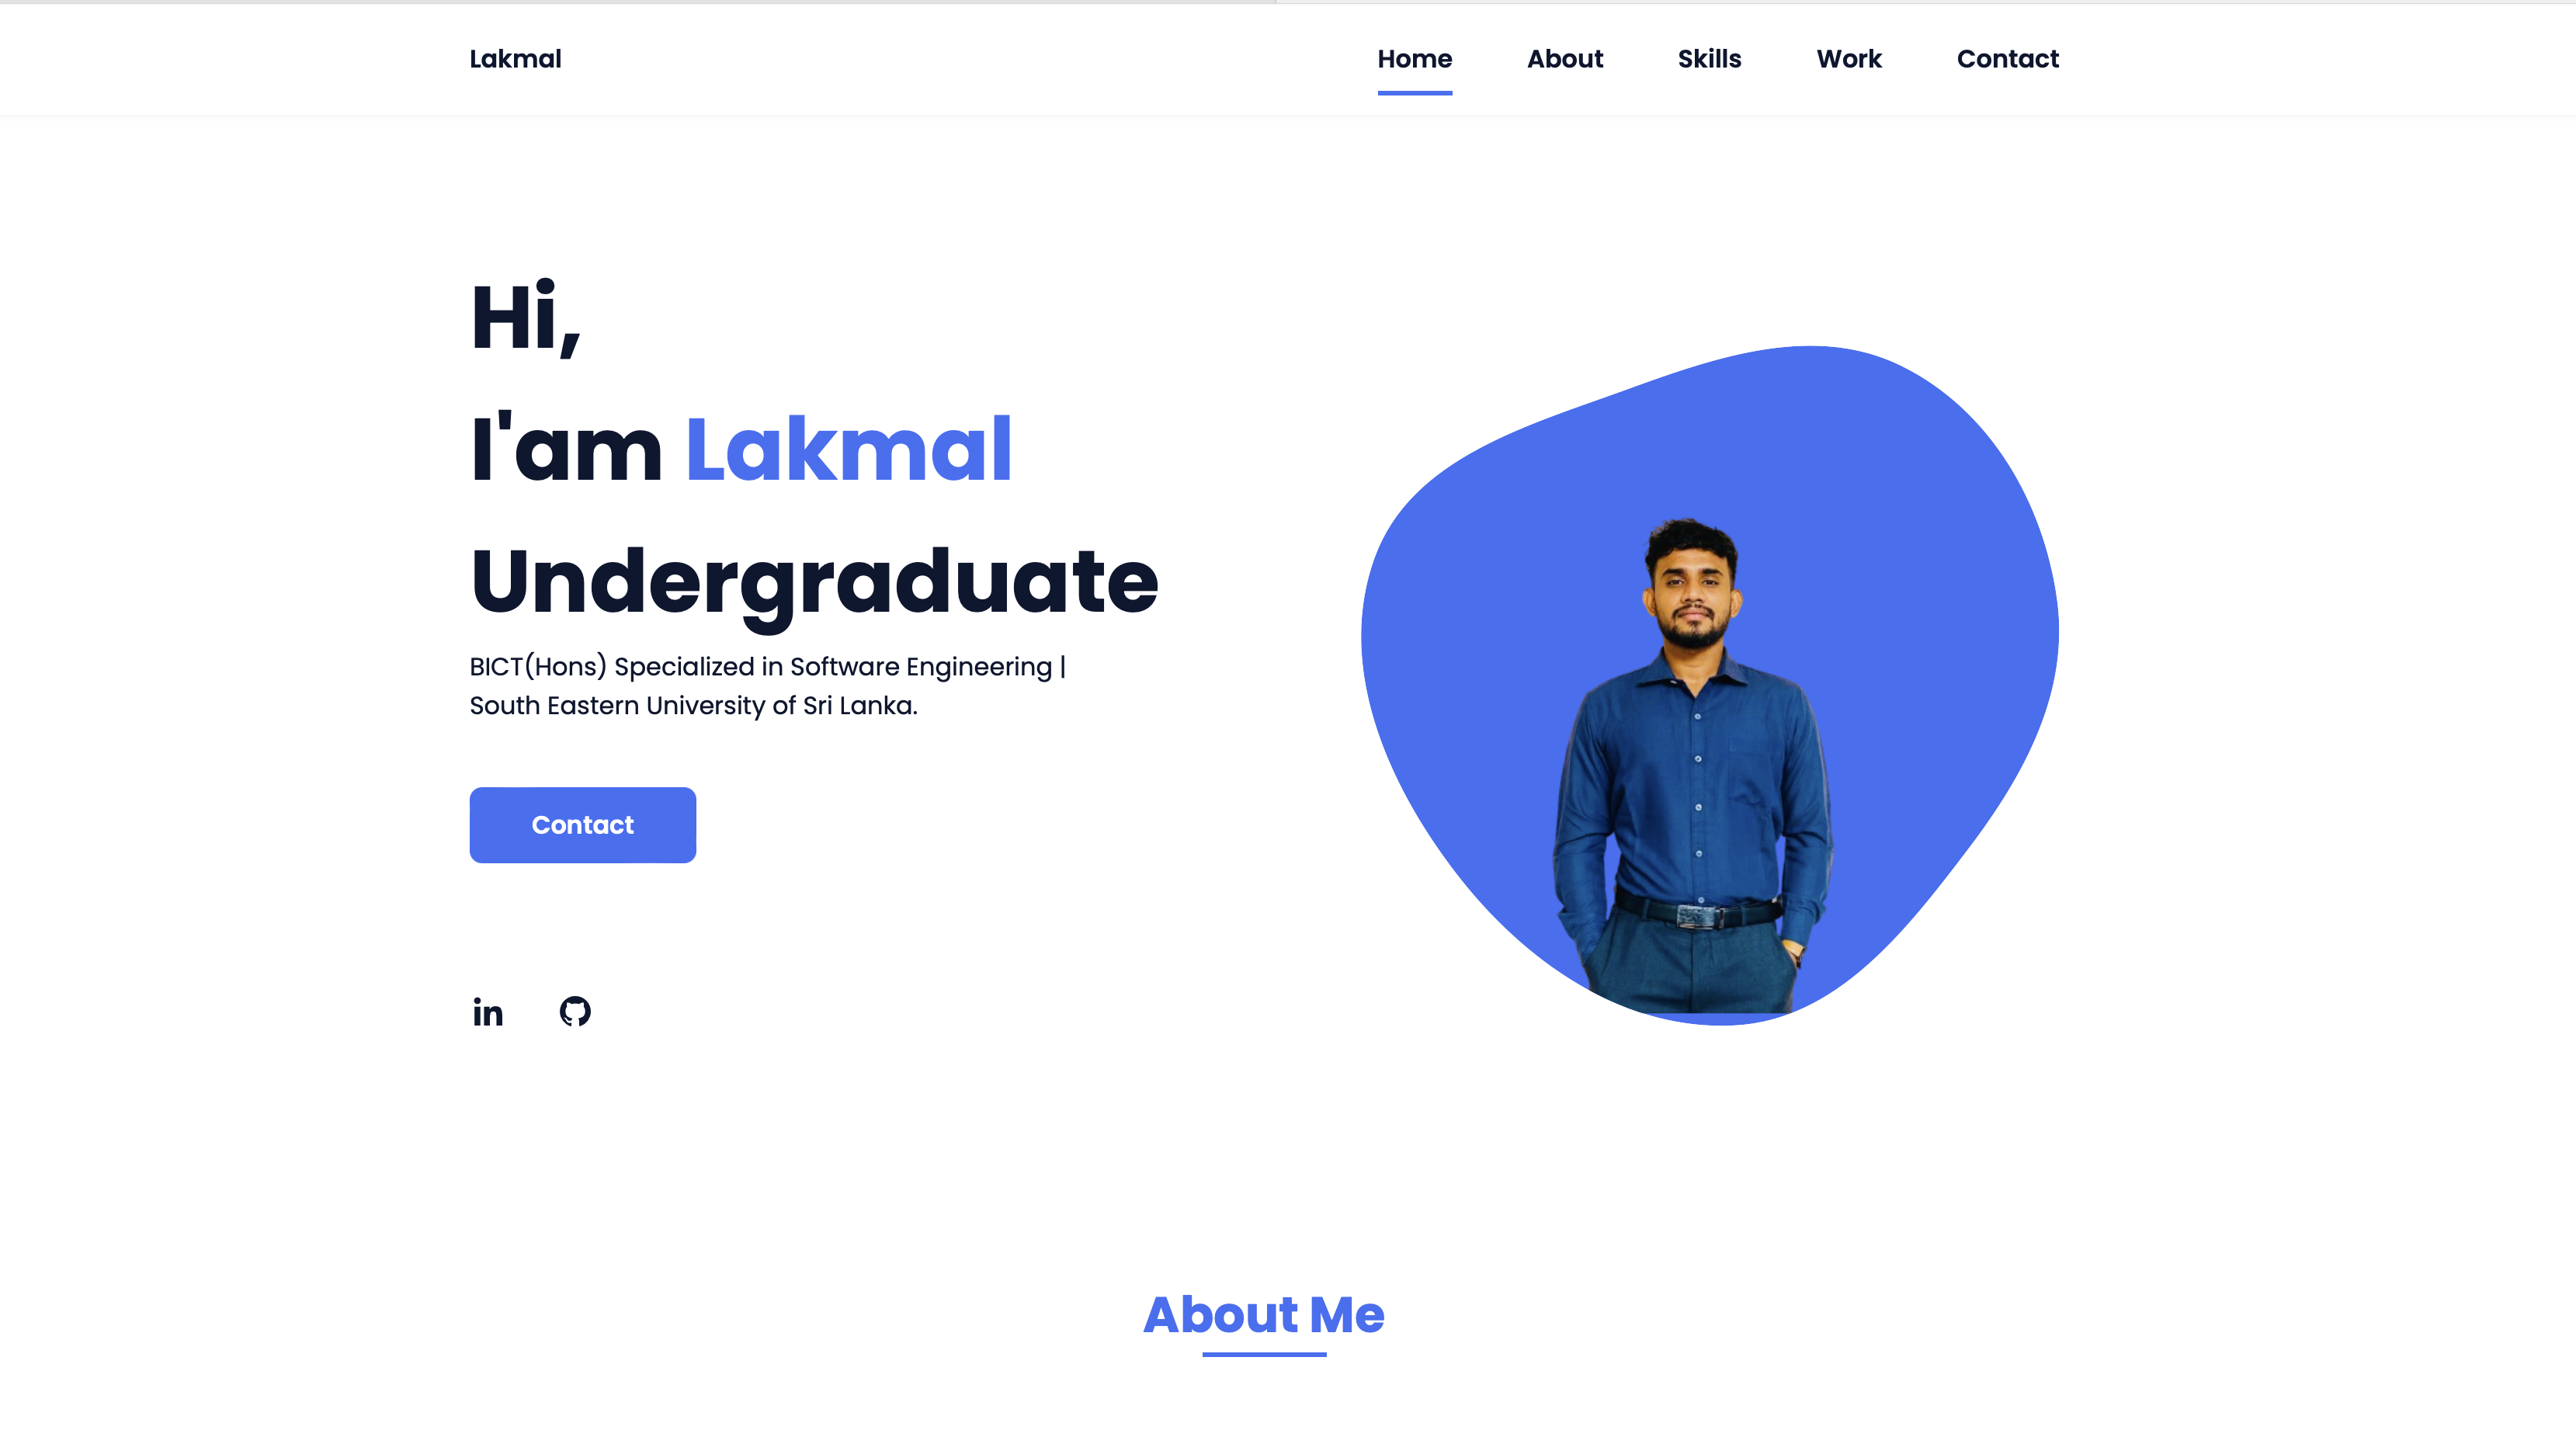 Lakmal
Home About Skills Work Contact
Hi,
I'am Lakmal
Undergraduate
BICT(Hons) Specialized in Software Engineering |
South Eastern University of Sri Lanka.
Contact
in
About Me